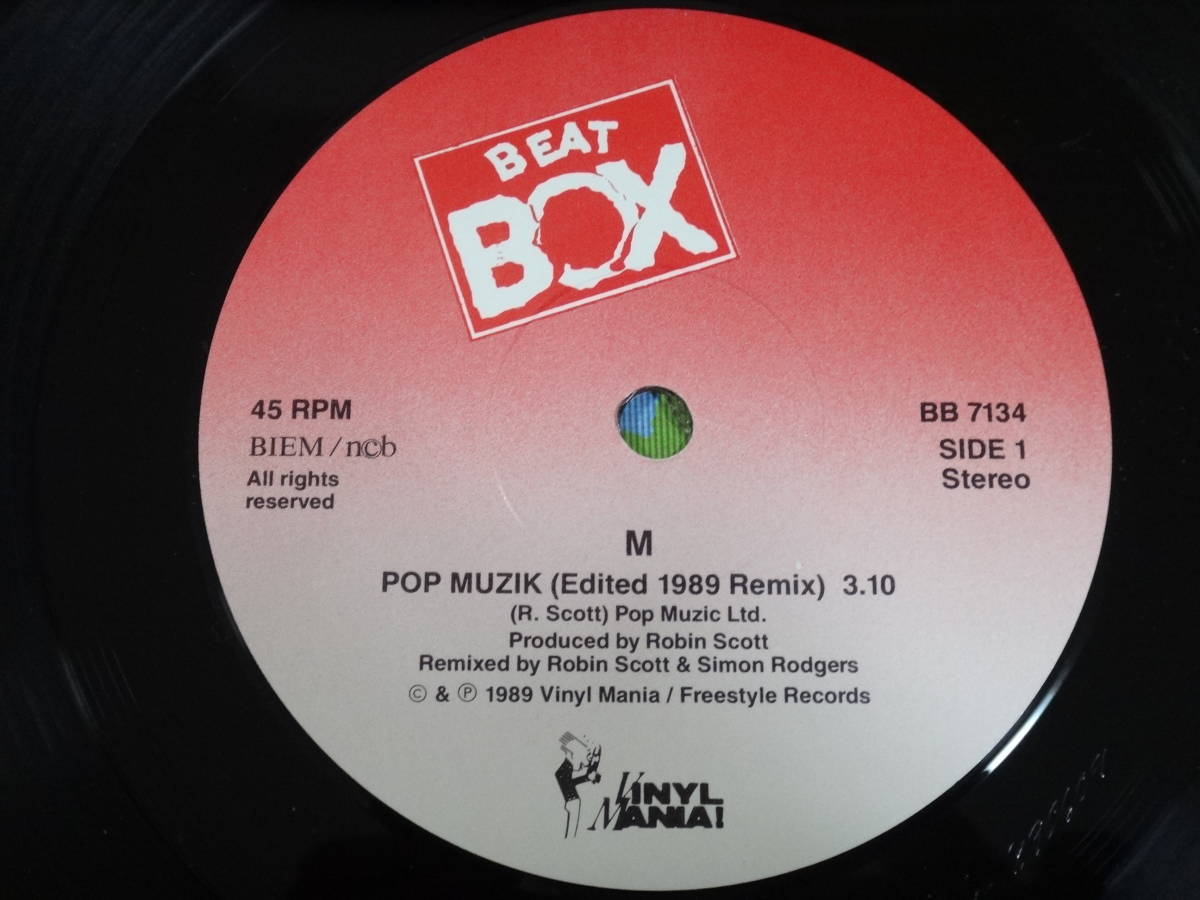 BEAT
BOX
45 RPM
BIEM / n©b
All rights
reserved
BB 7134
SIDE 1
Stereo
M
POP MUZIK (Edited 1989 Remix) 3.10
(R. Scott) Pop Muzic Ltd.
Produced by Robin Scott
Remixed by Robin Scott & Simon Rodgers
© & ℗ 1989 Vinyl Mania / Freestyle Records
VINYL
MANIA!